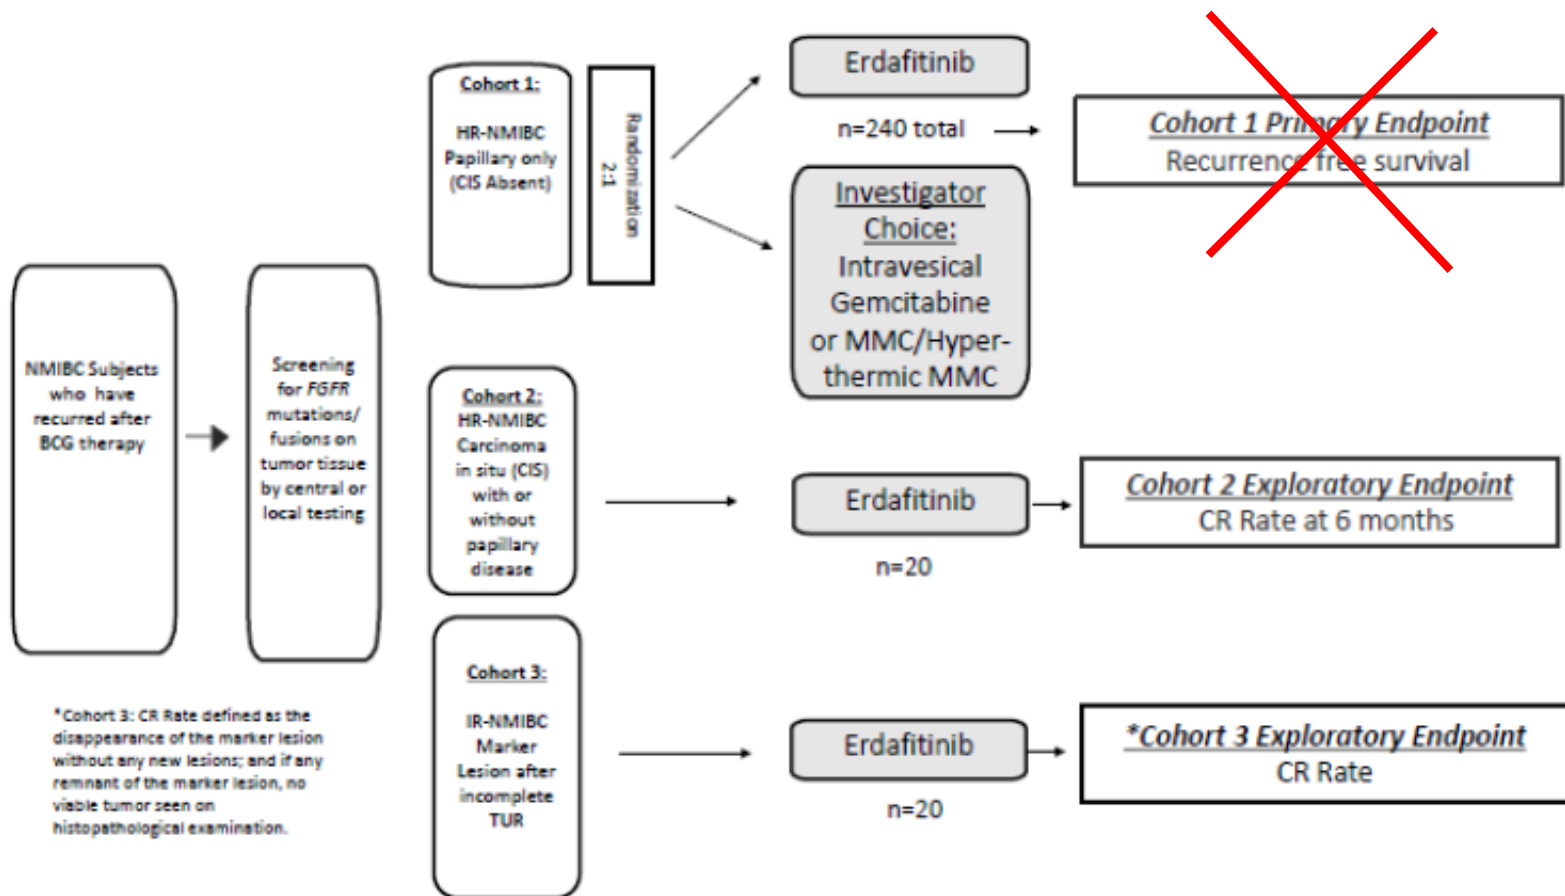 NMIBC Subjects
who have
recurred after
BCG therapy
Screening
for FGFR
mutations/
fusions on
tumor tissue
by central or
local testing
Cohort 1:
HR-NMIBC
Papillary only
(CIS Absent)
Randomization
2:1
Erdafitinib
n=240 total
Investigator
Choice:
Intravesical
Gemcitabine
or MMC/Hyper-
thermic MMC
Cohort 1 Primary Endpoint
Recurrence free survival
Cohort 2:
HR-NMIBC
Carcinoma
in situ (CIS)
with or
without
papillary
disease
Erdafitinib
n=20
Cohort 2 Exploratory Endpoint
CR Rate at 6 months
Cohort 3:
IR-NMIBC
Marker
Lesion after
incomplete
TUR
Erdafitinib
n=20
*Cohort 3 Exploratory Endpoint
CR Rate
*Cohort 3: CR Rate defined as the
disappearance of the marker lesion
without any new lesions; and if any
remnant of the marker lesion, no
viable tumor seen on
histopathological examination.